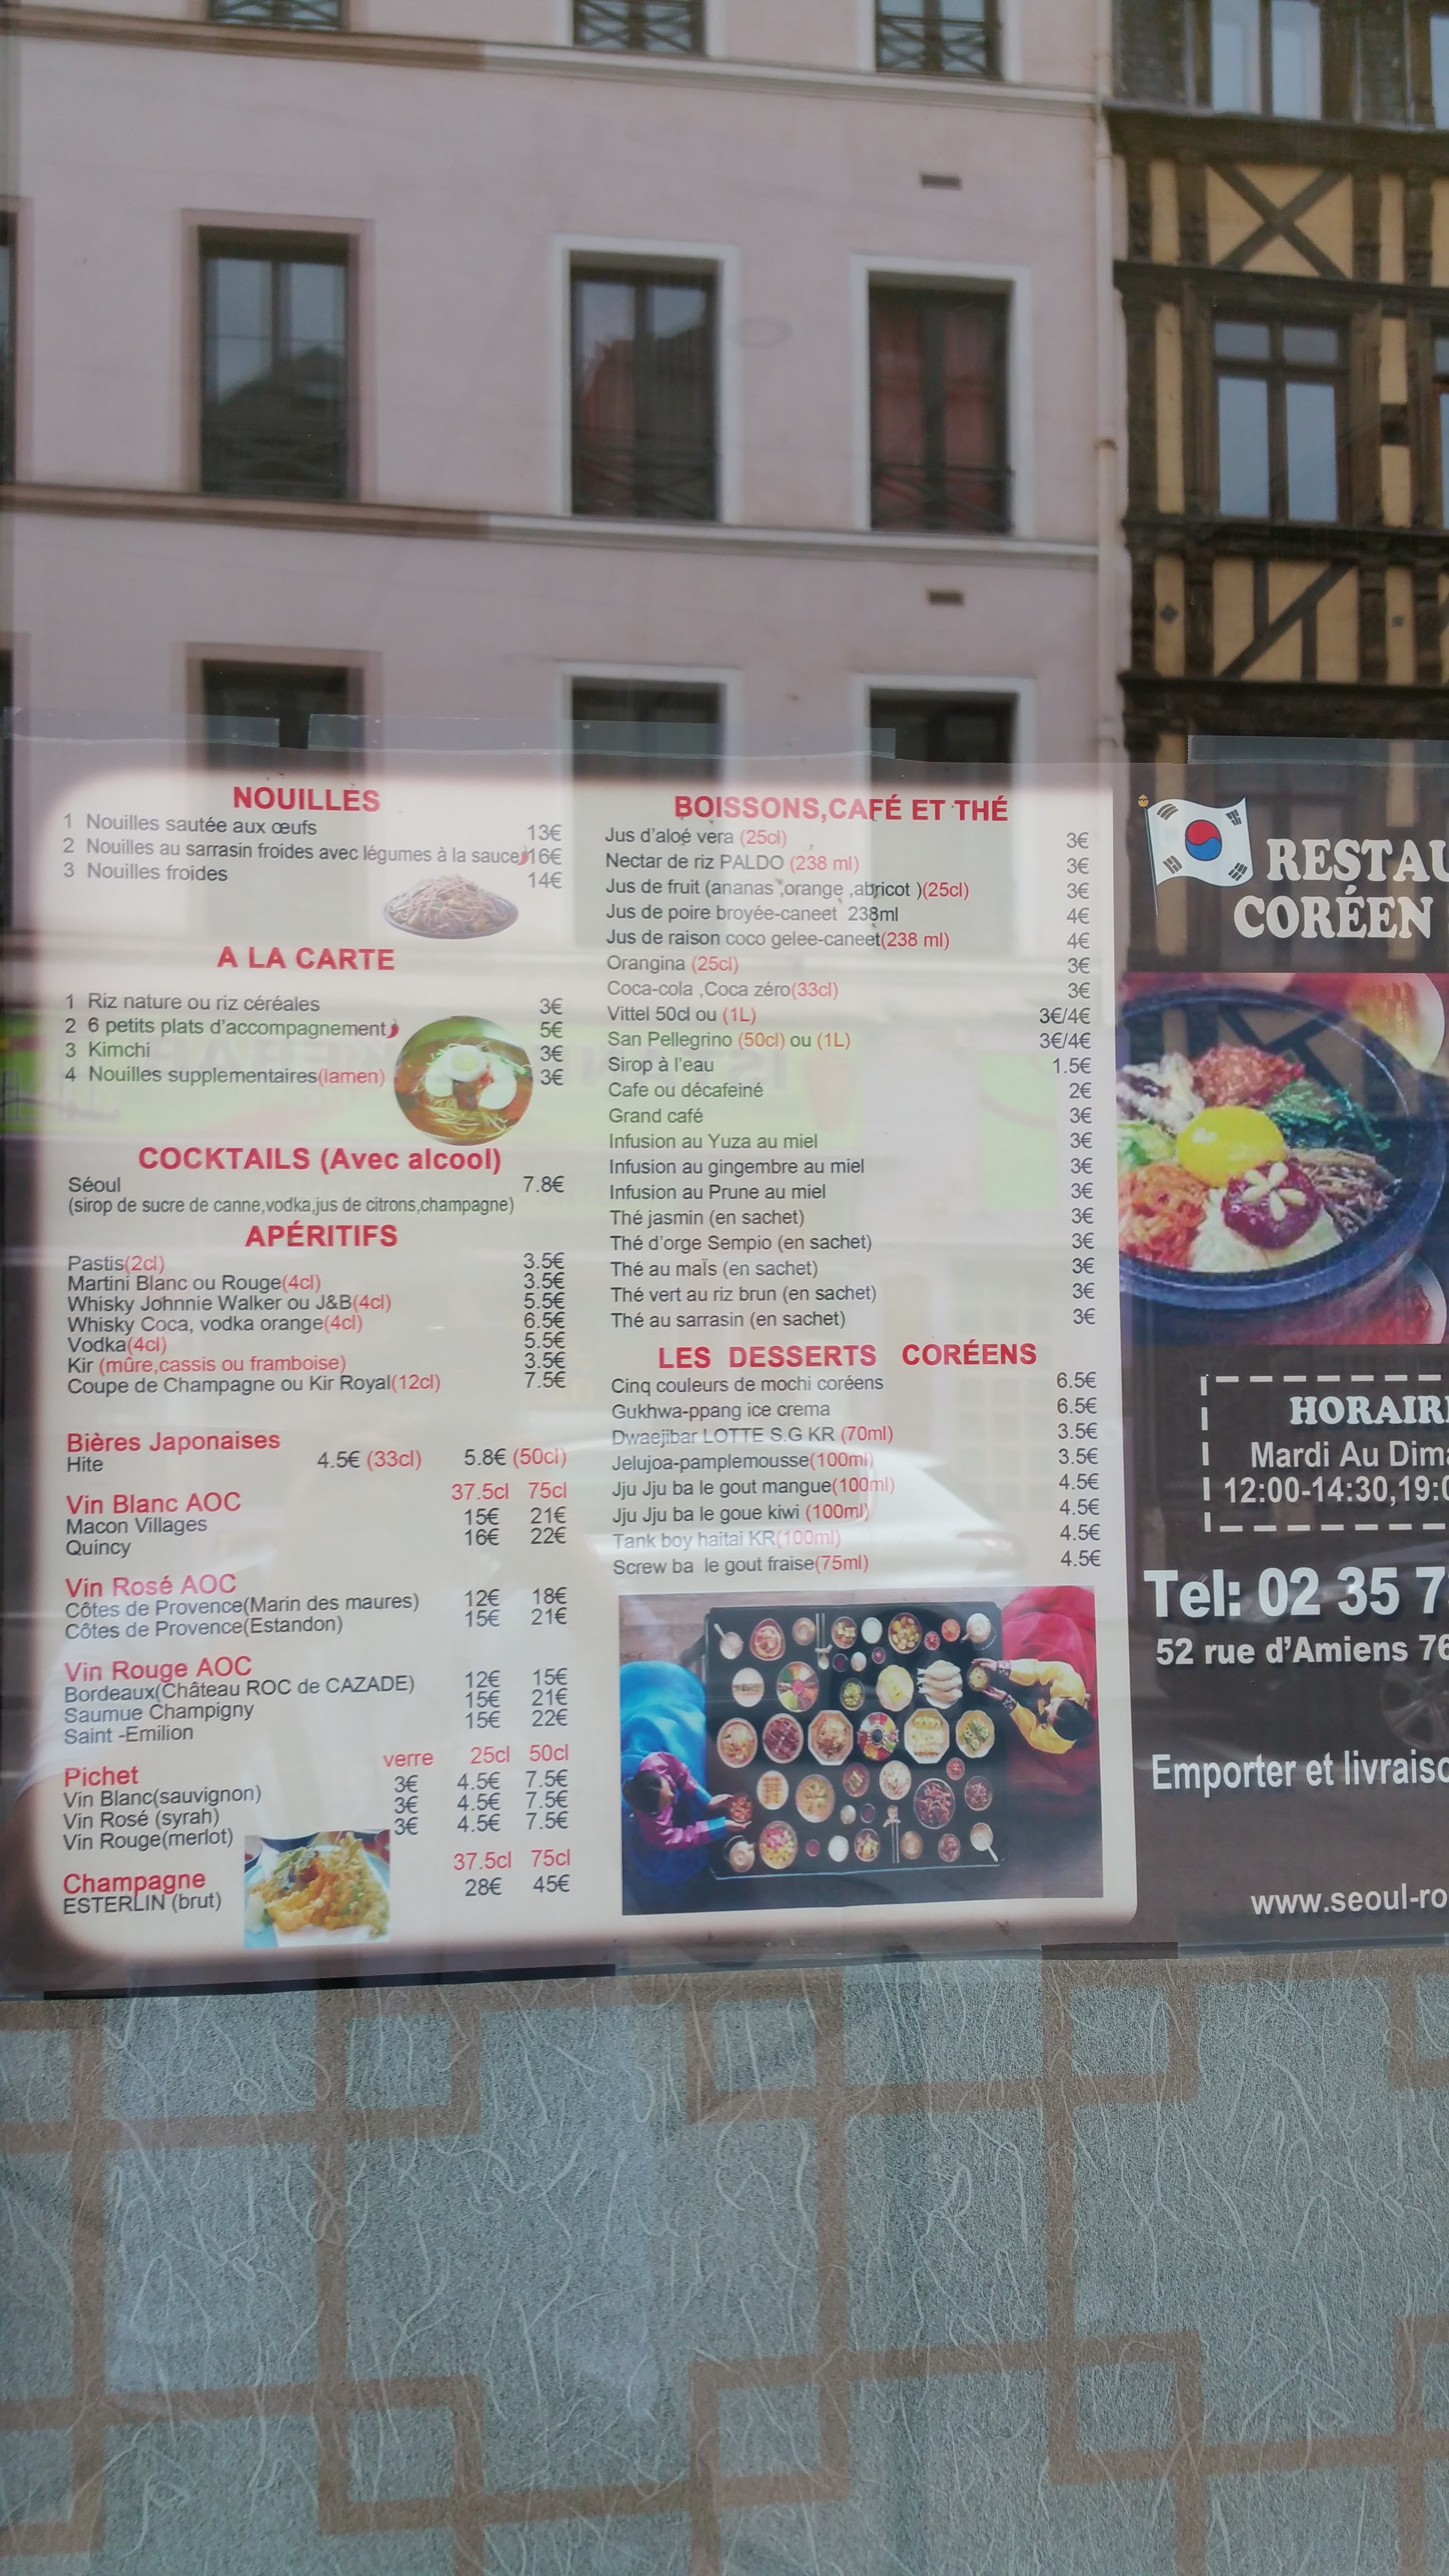 NOUILLES
1 Nouilles sautée aux œufs 13€
2 Nouilles au sarrasin froides avec légumes à la sauce 16€
3 Nouilles froides 14€
A LA CARTE
1 Riz nature ou riz céréales 3€
2 6 petits plats d'accompagnement 5€
3 Kimchi 3€
4 Nouilles supplementaires(lamen) 3€
COCKTAILS (Avec alcool)
Séoul 7.8€
(sirop de sucre de canne,vodka,jus de citrons,champagne)
APÉRITIFS
Pastis(2cl) 3.5€
Martini Blanc ou Rouge(4cl) 3.5€
Whisky Johnnie Walker ou J&B(4cl) 5.5€
Whisky Coca, vodka orange(4cl) 6.5€
Vodka(4cl) 5.5€
Kir (mûre,cassis ou framboise) 3.5€
Coupe de Champagne ou Kir Royal(12cl) 7.5€
Bières Japonaises
Hite 4.5€ (33cl) 5.8€ (50cl)
Vin Blanc AOC 37.5cl 75cl
Macon Villages 15€ 21€
Quincy 16€ 22€
Vin Rosé AOC
Côtes de Provence(Marin des maures) 12€ 18€
Côtes de Provence(Estandon) 15€ 21€
Vin Rouge AOC
Bordeaux(Château ROC de CAZADE) 12€ 15€
Saumue Champigny 15€ 21€
Saint -Emilion 15€ 22€
Pichet verre 25cl 50cl
Vin Blanc(sauvignon) 3€ 4.5€ 7.5€
Vin Rosé (syrah) 3€ 4.5€ 7.5€
Vin Rouge(merlot) 3€ 4.5€ 7.5€
Champagne 37.5cl 75cl
ESTERLIN (brut) 28€ 45€
BOISSONS,CAFÉ ET THÉ
Jus d'aloé vera (25cl) 3€
Nectar de riz PALDO (238 ml) 3€
Jus de fruit (ananas ,orange ,abricot )(25cl) 3€
Jus de poire broyée-caneet 238ml 4€
Jus de raison coco gelee-caneet(238 ml) 4€
Orangina (25cl) 3€
Coca-cola ,Coca zéro(33cl) 3€
Vittel 50cl ou (1L) 3€/4€
San Pellegrino (50cl) ou (1L) 3€/4€
Sirop à l'eau 1.5€
Cafe ou décafeiné 2€
Grand café 3€
Infusion au Yuza au miel 3€
Infusion au gingembre au miel 3€
Infusion au Prune au miel 3€
Thé jasmin (en sachet) 3€
Thé d'orge Sempio (en sachet) 3€
Thé au maïs (en sachet) 3€
Thé vert au riz brun (en sachet) 3€
Thé au sarrasin (en sachet) 3€
LES DESSERTS CORÉENS
Cinq couleurs de mochi coréens 6.5€
Gukhwa-ppang ice crema 6.5€
Dwaejibar LOTTE S.G KR (70ml) 3.5€
Jelujoa-pamplemousse(100ml) 3.5€
Jju Jju ba le gout mangue(100ml) 4.5€
Jju Jju ba le goue kiwi (100ml) 4.5€
Tank boy haitai KR(100ml) 4.5€
Screw ba le gout fraise(75ml) 4.5€
RESTAU
CORÉEN
HORAIR
Mardi Au Dim
12:00-14:30,19:0
Tel: 02 35 7
52 rue d'Amiens 76
Emporter et livraiso
www.seoul-ro